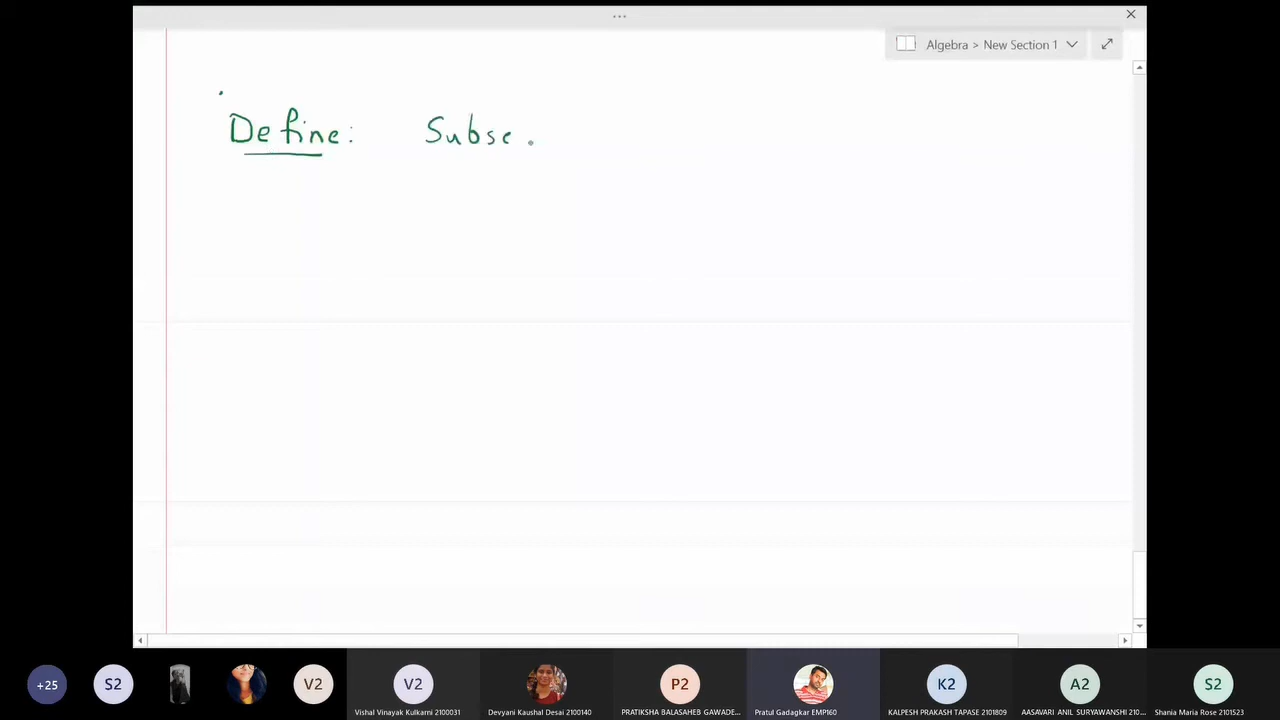 Algebra > New Section 1
Define: Subse
+25
S2
V2
V2
P2
K2
A2
S2
Vishal Vinayak Kulkarni 2100031
Devyani Kaushal Desai 2100140
PRATIKSHA BALASAHEB GAWADE...
Pratul Gadagkar EMP160
KALPESH PRAKASH TAPASE 2101809
AASAVARI ANIL SURYAWANSHI 210...
Shania Maria Rose 2101523